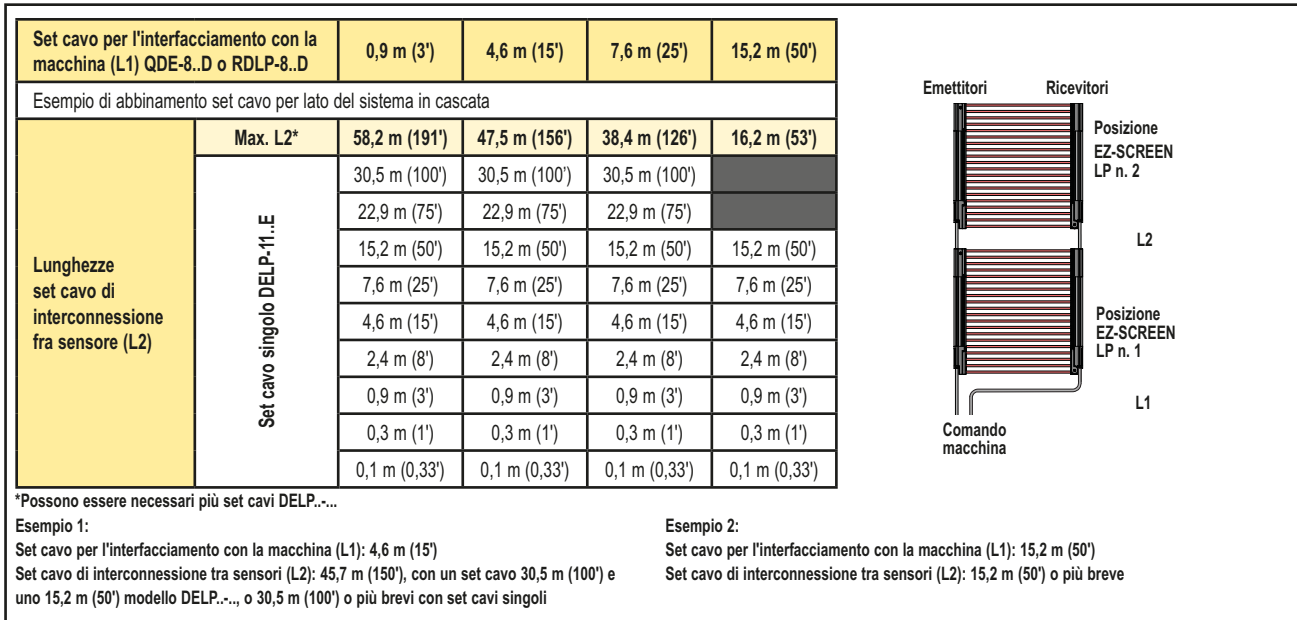 Set cavo per l'interfacciamento con la macchina (L1) QDE-8..D o RDLP-8..D 0,9 m (3') 4,6 m (15') 7,6 m (25') 15,2 m (50')
Esempio di abbinamento set cavo per lato del sistema in cascata
Lunghezze set cavo di interconnessione fra sensore (L2)
Max. L2* 58,2 m (191') 47,5 m (156') 38,4 m (126') 16,2 m (53')
Set cavo singolo DELP-11..E
30,5 m (100') 30,5 m (100') 30,5 m (100')
22,9 m (75') 22,9 m (75') 22,9 m (75')
15,2 m (50') 15,2 m (50') 15,2 m (50') 15,2 m (50')
7,6 m (25') 7,6 m (25') 7,6 m (25') 7,6 m (25')
4,6 m (15') 4,6 m (15') 4,6 m (15') 4,6 m (15')
2,4 m (8') 2,4 m (8') 2,4 m (8') 2,4 m (8')
0,9 m (3') 0,9 m (3') 0,9 m (3') 0,9 m (3')
0,3 m (1') 0,3 m (1') 0,3 m (1') 0,3 m (1')
0,1 m (0,33') 0,1 m (0,33') 0,1 m (0,33') 0,1 m (0,33')
Emettitori Ricevitori
Posizione
EZ-SCREEN
LP n. 2
L2
Posizione
EZ-SCREEN
LP n. 1
L1
Comando
macchina
*Possono essere necessari più set cavi DELP..-...
Esempio 1:
Set cavo per l'interfacciamento con la macchina (L1): 4,6 m (15')
Set cavo di interconnessione tra sensori (L2): 45,7 m (150'), con un set cavo 30,5 m (100') e
uno 15,2 m (50') modello DELP..-.., o 30,5 m (100') o più brevi con set cavi singoli
Esempio 2:
Set cavo per l'interfacciamento con la macchina (L1): 15,2 m (50')
Set cavo di interconnessione tra sensori (L2): 15,2 m (50') o più breve